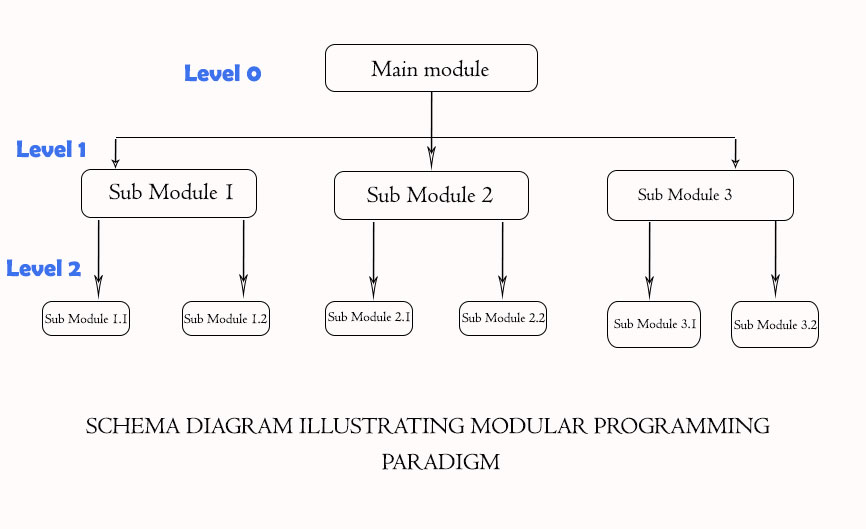 Level 0
Main module
Level 1
Sub Module 1
Sub Module 2
Sub Module 3
Level 2
Sub Module 1.1
Sub Module 1.2
Sub Module 2.1
Sub Module 2.2
Sub Module 3.1
Sub Module 3.2
SCHEMA DIAGRAM ILLUSTRATING MODULAR PROGRAMMING
PARADIGM